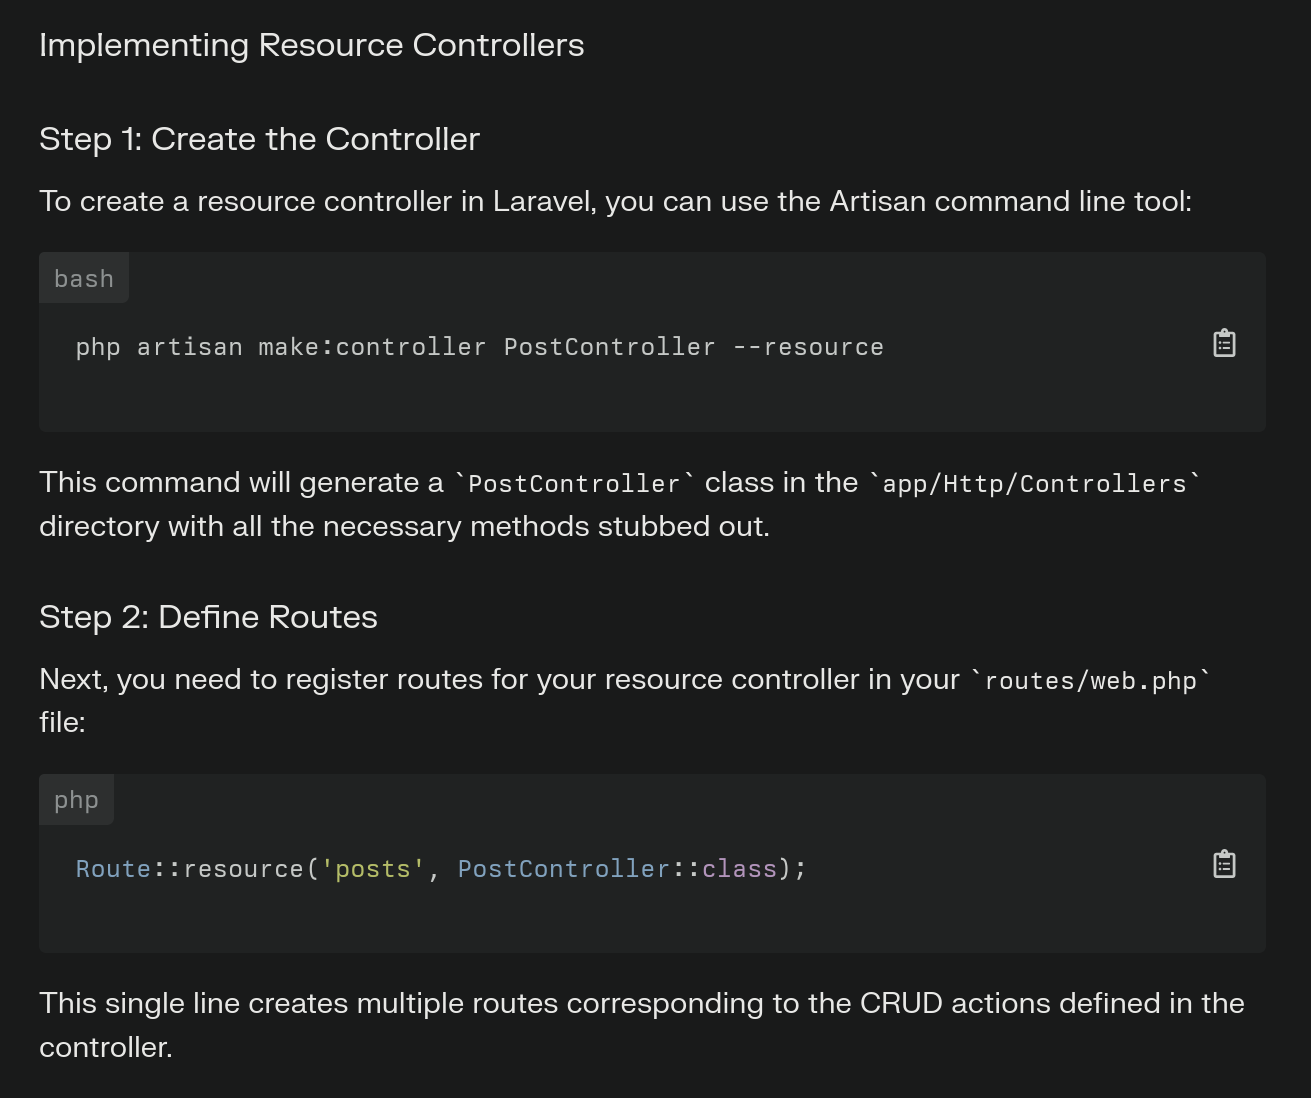 Implementing Resource Controllers
Step 1: Create the Controller
To create a resource controller in Laravel, you can use the Artisan command line tool:
bash
php artisan make:controller PostController --resource
This command will generate a `PostController` class in the `app/Http/Controllers`
directory with all the necessary methods stubbed out.
Step 2: Define Routes
Next, you need to register routes for your resource controller in your `routes/web.php`
file:
php
Route::resource('posts', PostController::class);
This single line creates multiple routes corresponding to the CRUD actions defined in the
controller.